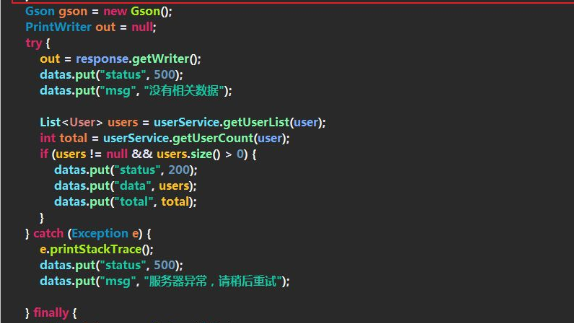 Gson gson = new Gson();
PrintWriter out = null;
try {
out = response.getWriter();
datas.put("status", 500);
datas.put("msg", "没有相关数据");
List<User> users = userService.getUserList(user);
int total = userService.getUserCount(user);
if (users != null && users.size() > 0) {
datas.put("status", 200);
datas.put("data", users);
datas.put("total", total);
}
} catch (Exception e) {
e.printStackTrace();
datas.put("status", 500);
datas.put("msg", "服务器异常，请稍后重试");
} finally {